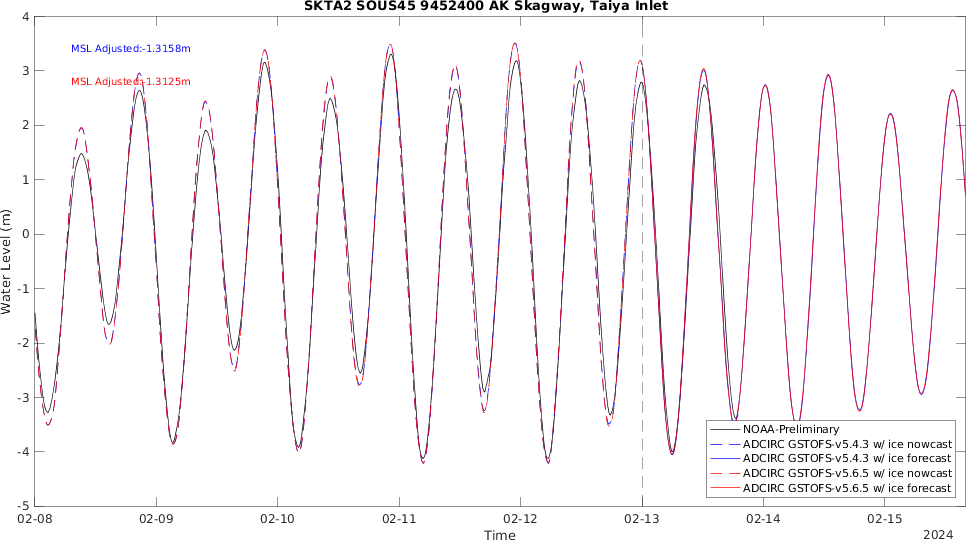 SKTA2 SOUS45 9452400 AK Skagway, Taiya Inlet
MSL Adjusted:-1.3158m
MSL Adjusted:-1.3125m
Water Level (m)
4
3
2
1
0
-1
-2
-3
-4
-5
NOAA-Preliminary
ADCIRC GSTOFS-v5.4.3 w/ ice nowcast
ADCIRC GSTOFS-v5.4.3 w/ ice forecast
ADCIRC GSTOFS-v5.6.5 w/ ice nowcast
ADCIRC GSTOFS-v5.6.5 w/ ice forecast
02-08 02-09 02-10 02-11 02-12 02-13 02-14 02-15
Time
2024